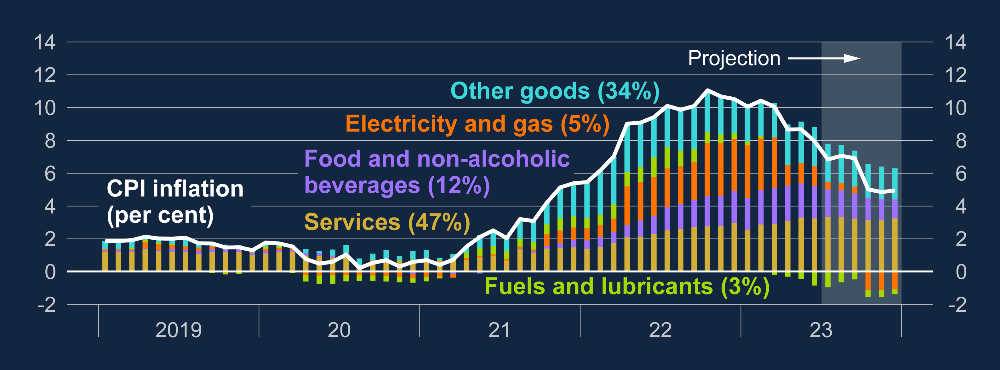 14 14
Projection
12 12
Other goods (34%)
10 10
Electricity and gas (5%)
8 8
Food and non-alcoholic
beverages (12%)
6 6
CPI inflation
(per cent)
4 4
Services (47%)
2 2
0 0
Fuels and lubricants (3%)
-2 -2
2019 20 21 22 23